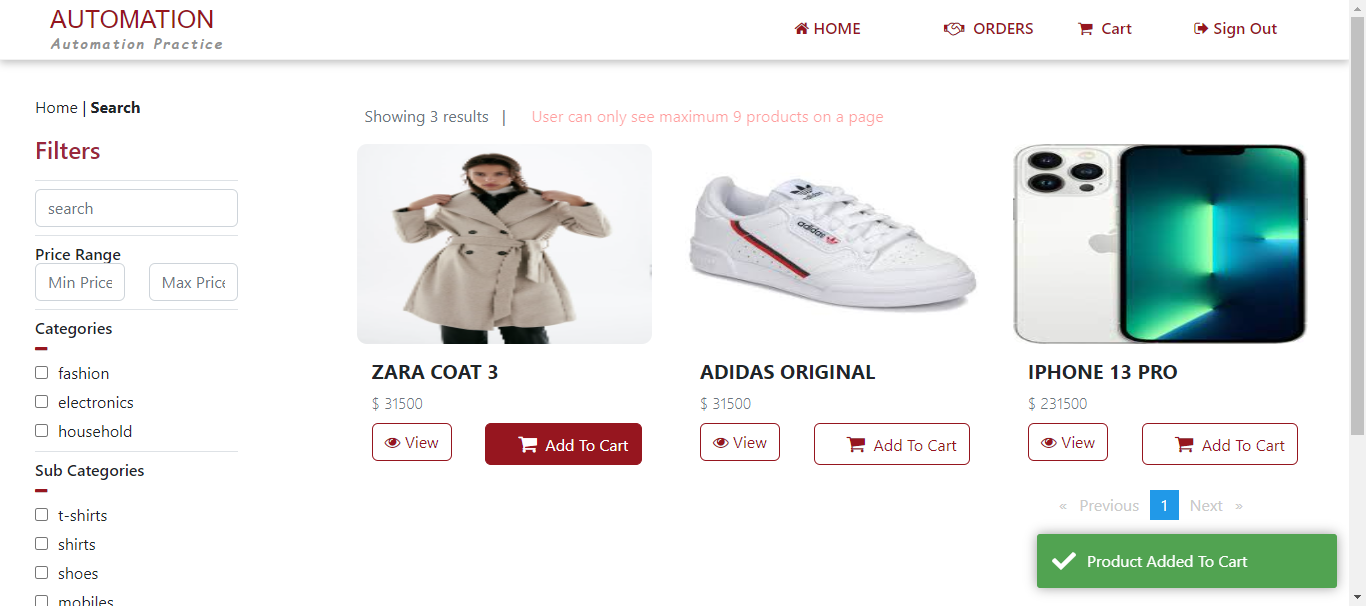 AUTOMATION
Automation Practice
HOME
ORDERS
Cart
Sign Out
Home | Search
Showing 3 results |
User can only see maximum 9 products on a page
Filters
search
Price Range
Min Price
Max Price
Categories
fashion
electronics
household
Sub Categories
t-shirts
shirts
shoes
mobiles
adidas
ZARA COAT 3
$ 31500
View
Add To Cart
ADIDAS ORIGINAL
$ 31500
View
Add To Cart
IPHONE 13 PRO
$ 231500
View
Add To Cart
« Previous 1 Next »
Product Added To Cart